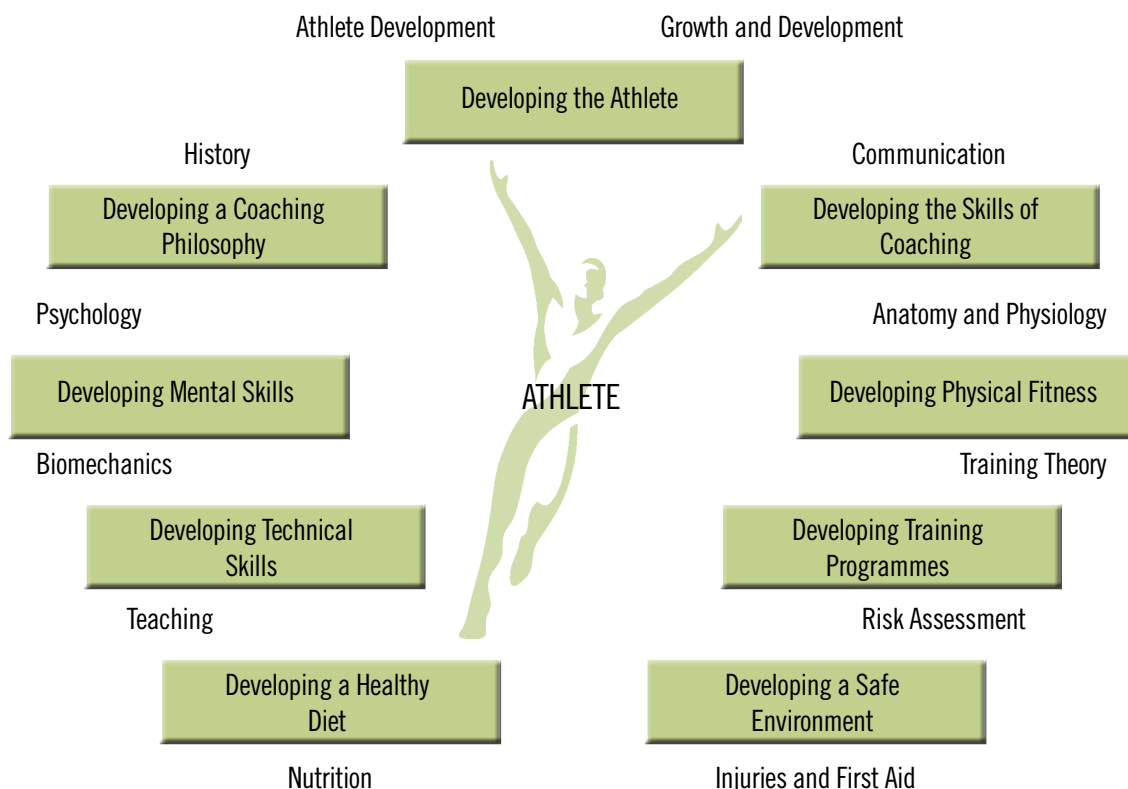 Athlete Development
Growth and Development
Developing the Athlete
History
Communication
Developing a Coaching
Philosophy
Developing the Skills of
Coaching
Psychology
Anatomy and Physiology
Developing Mental Skills
ATHLETE
Developing Physical Fitness
Biomechanics
Training Theory
Developing Technical
Skills
Developing Training
Programmes
Teaching
Risk Assessment
Developing a Healthy
Diet
Developing a Safe
Environment
Nutrition
Injuries and First Aid